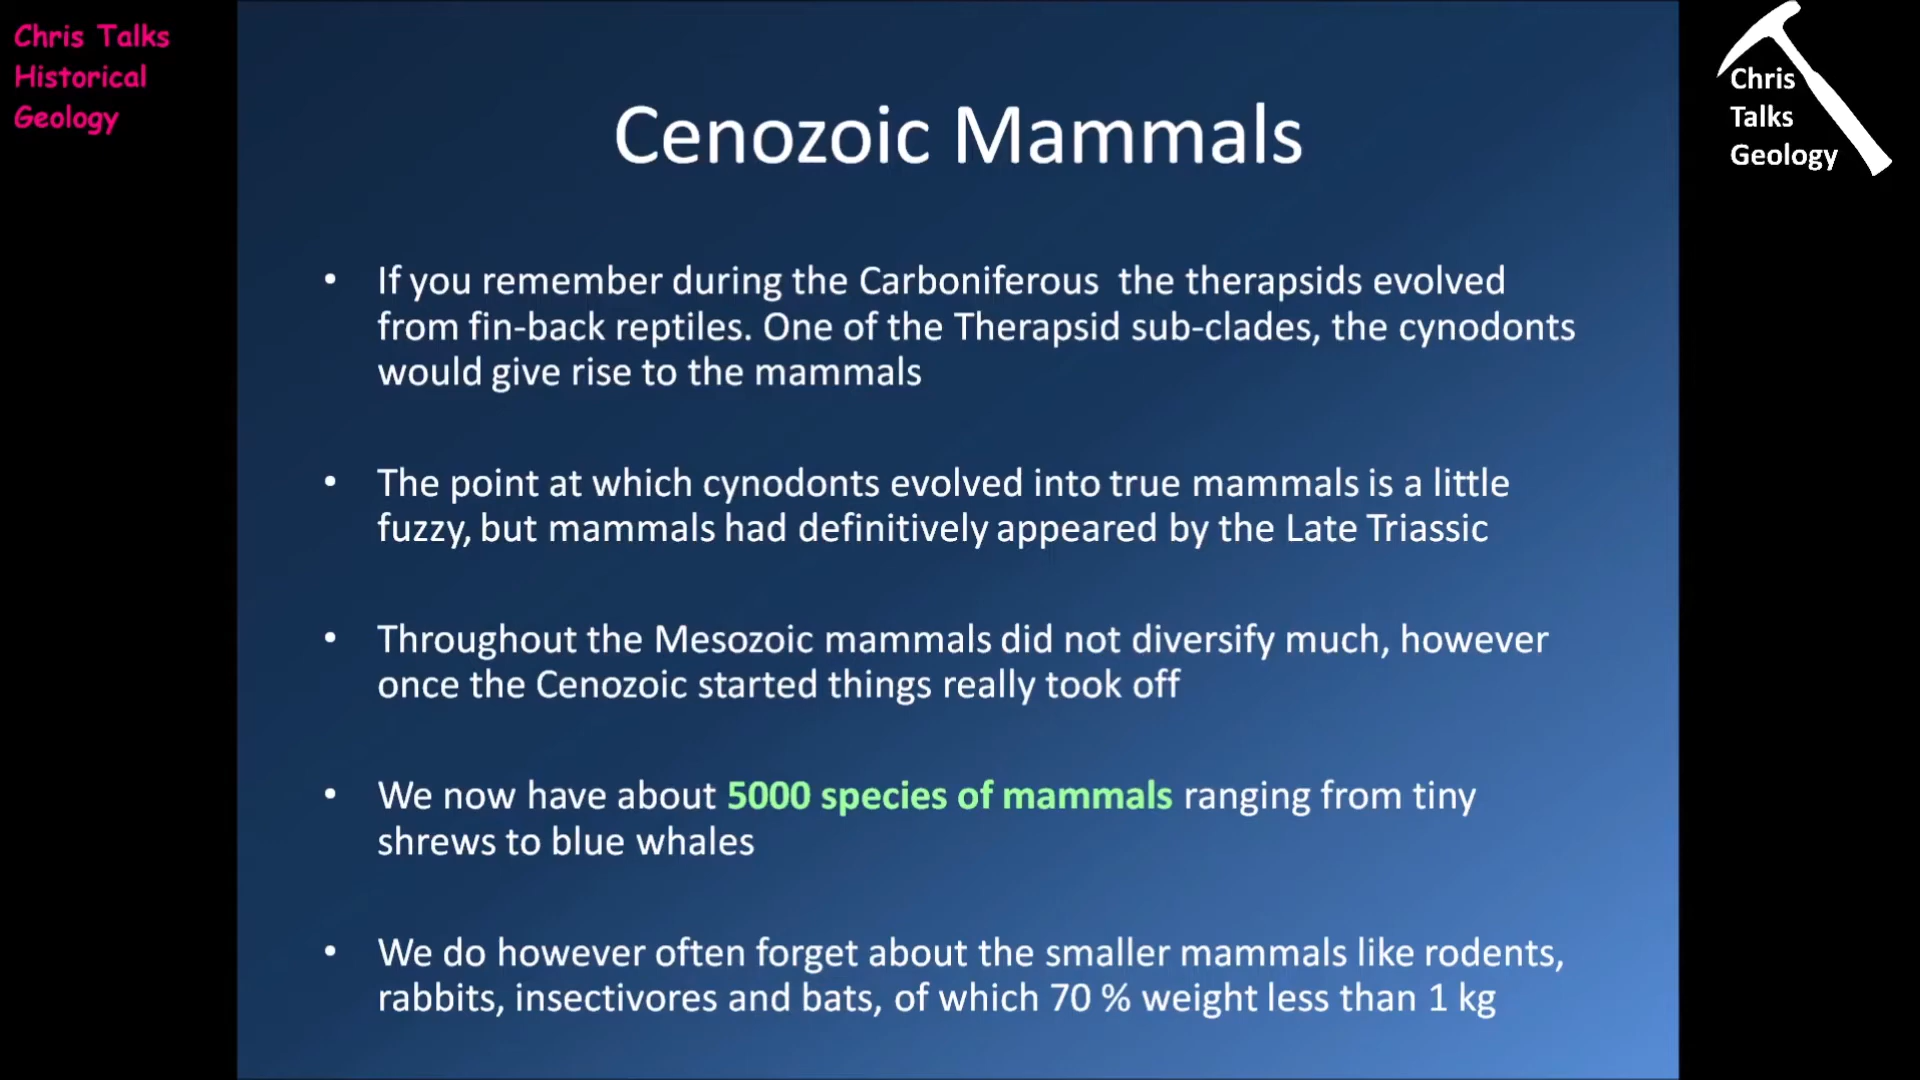 Chris Talks
Historical
Geology
Chris
Talks
Geology
Cenozoic Mammals
• If you remember during the Carboniferous the therapsids evolved
from fin-back reptiles. One of the Therapsid sub-clades, the cynodonts
would give rise to the mammals
• The point at which cynodonts evolved into true mammals is a little
fuzzy, but mammals had definitively appeared by the Late Triassic
• Throughout the Mesozoic mammals did not diversify much, however
once the Cenozoic started things really took off
• We now have about 5000 species of mammals ranging from tiny
shrews to blue whales
• We do however often forget about the smaller mammals like rodents,
rabbits, insectivores and bats, of which 70 % weight less than 1 kg